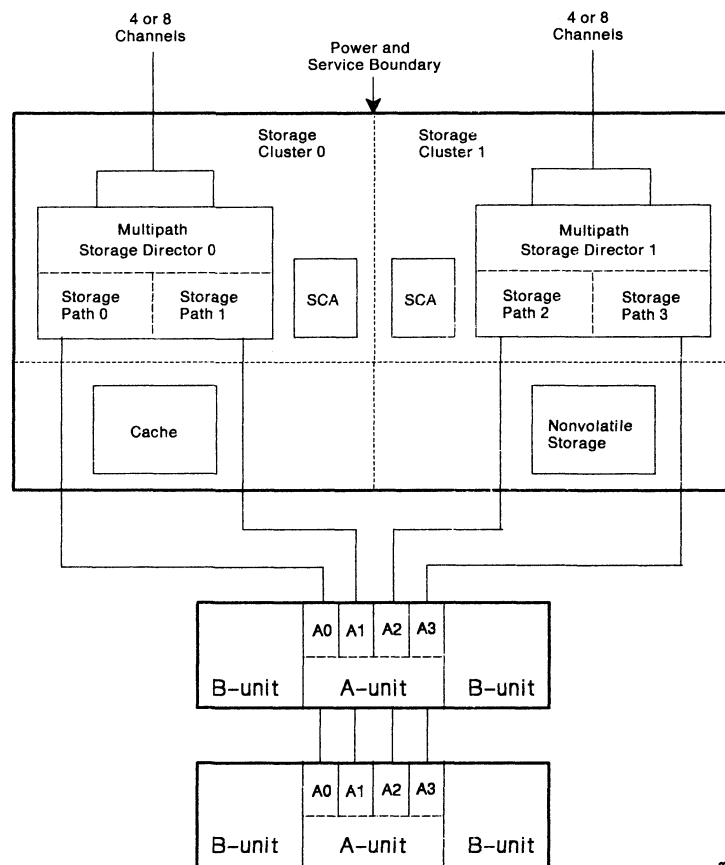 4 or 8
Channels
4 or 8
Channels
Power and
Service Boundary
Storage
Cluster 0
Storage
Cluster 1
Multipath
Storage Director 0
Storage
Path 0
Storage
Path 1
SCA
SCA
Multipath
Storage Director 1
Storage
Path 2
Storage
Path 3
Cache
Nonvolatile
Storage
A0
A1
A2
A3
B-unit
A-unit
B-unit
A0
A1
A2
A3
B-unit
A-unit
B-unit